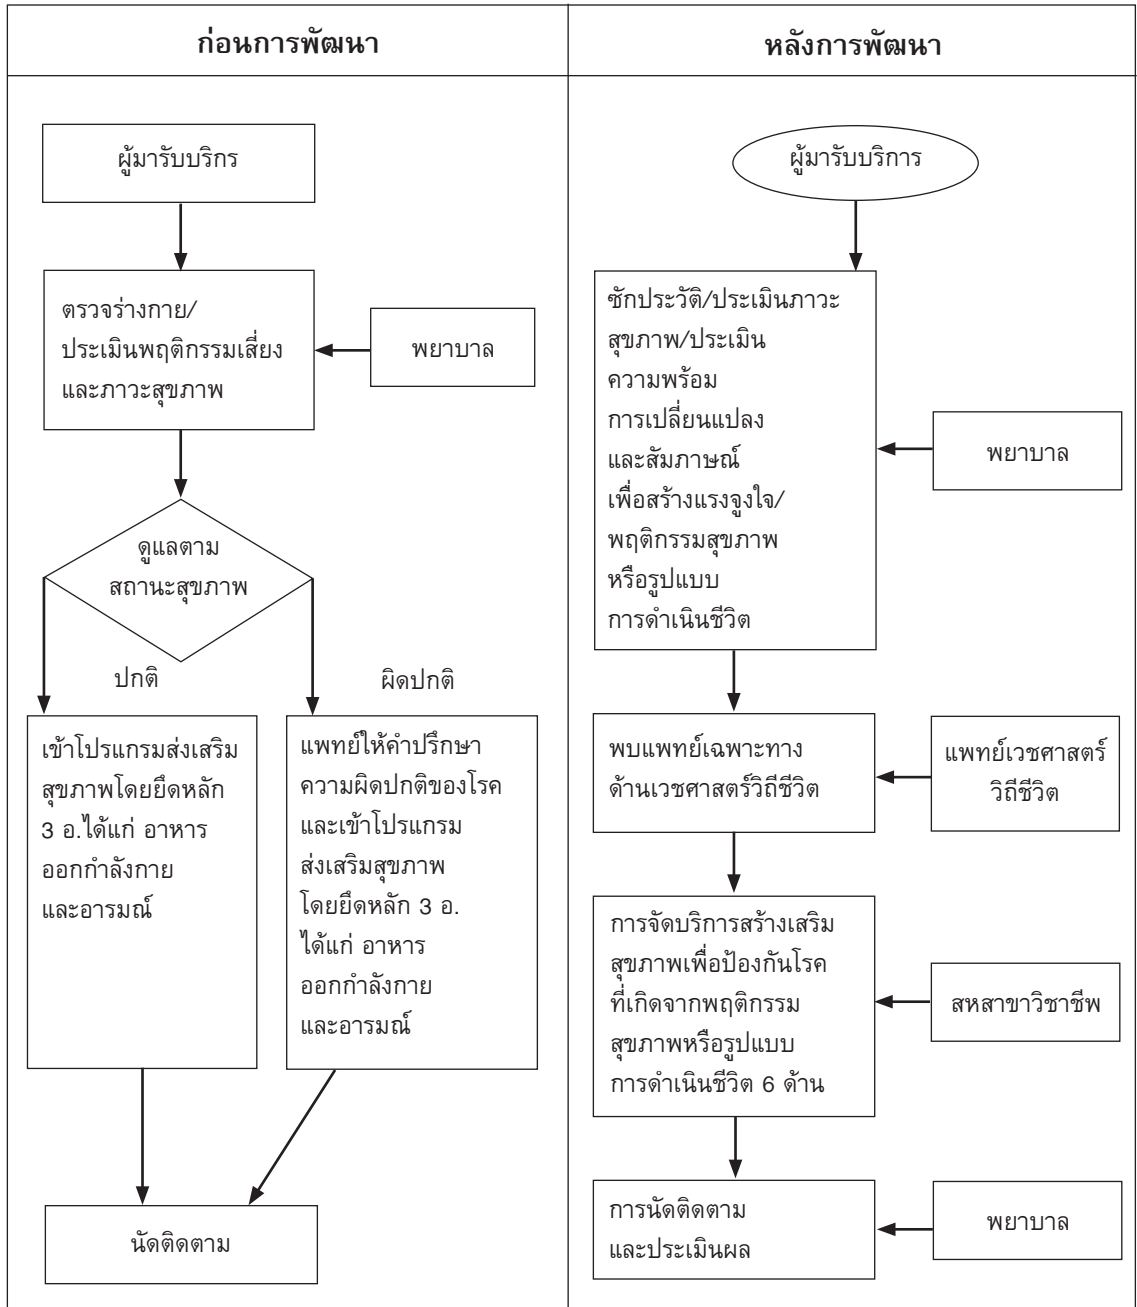 ก่อนการพัฒนา
ผู้มารับบริกร
ตรวจร่างกาย/
ประเมินพฤติกรรมเสี่ยง
และภาวะสุขภาพ
พยาบาล
ดูแลตาม
สถานะสุขภาพ
ปกติ
ผิดปกติ
เข้าโปรแกรมส่งเสริม
สุขภาพโดยยึดหลัก
3 อ.ได้แก่ อาหาร
ออกกำลังกาย
และอารมณ์
แพทย์ให้คำปรึกษา
ความผิดปกติของโรค
และเข้าโปรแกรม
ส่งเสริมสุขภาพ
โดยยึดหลัก 3 อ.
ได้แก่ อาหาร
ออกกำลังกาย
และอารมณ์
นัดติดตาม
หลังการพัฒนา
ผู้มารับบริการ
ซักประวัติ/ประเมินภาวะ
สุขภาพ/ประเมิน
ความพร้อม
การเปลี่ยนแปลง
และสัมภาษณ์
เพื่อสร้างแรงจูงใจ/
พฤติกรรมสุขภาพ
หรือรูปแบบ
การดำเนินชีวิต
พยาบาล
พบแพทย์เฉพาะทาง
ด้านเวชศาสตร์วิถีชีวิต
แพทย์เวชศาสตร์
วิถีชีวิต
การจัดบริการสร้างเสริม
สุขภาพเพื่อป้องกันโรค
ที่เกิดจากพฤติกรรม
สุขภาพหรือรูปแบบ
การดำเนินชีวิต 6 ด้าน
สหสาขาวิชาชีพ
การนัดติดตาม
และประเมินผล
พยาบาล